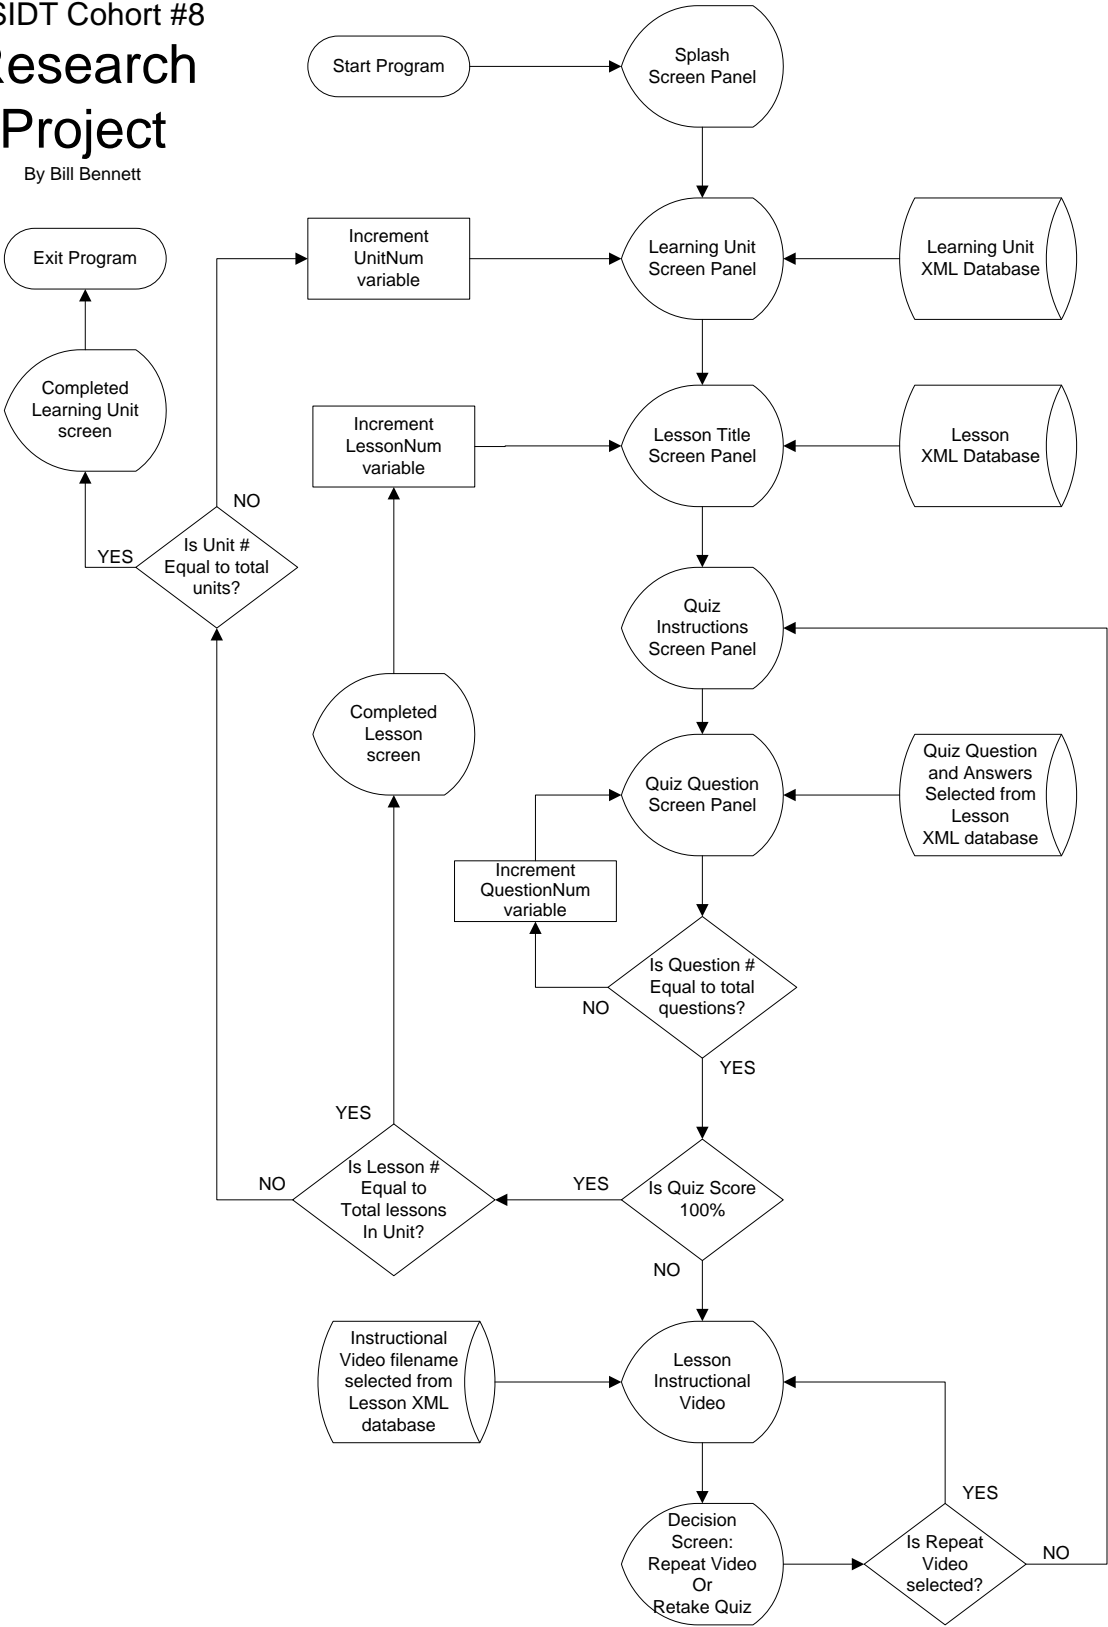 SIDT Cohort #8
Research
Project
By Bill Bennett
Start Program
Splash
Screen Panel
Exit Program
Increment
UnitNum
variable
Learning Unit
Screen Panel
Learning Unit
XML Database
Completed
Learning Unit
screen
Increment
LessonNum
variable
Lesson Title
Screen Panel
Lesson
XML Database
NO
YES
Is Unit #
Equal to total
units?
Quiz
Instructions
Screen Panel
Completed
Lesson
screen
Quiz Question
Screen Panel
Quiz Question
and Answers
Selected from
Lesson
XML database
Increment
QuestionNum
variable
Is Question #
Equal to total
questions?
NO
YES
YES
NO
Is Lesson #
Equal to
Total lessons
In Unit?
YES
Is Quiz Score
100%
NO
Instructional
Video filename
selected from
Lesson XML
database
Lesson
Instructional
Video
Decision
Screen:
Repeat Video
Or
Retake Quiz
YES
Is Repeat
Video
selected?
NO